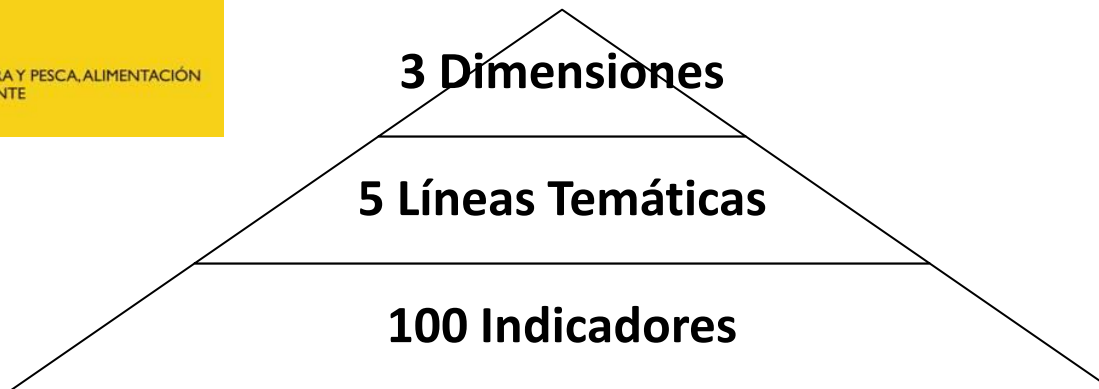 RA Y PESCA, ALIMENTACIÓN
NTE
3 Dimensiones
5 Líneas Temáticas
100 Indicadores